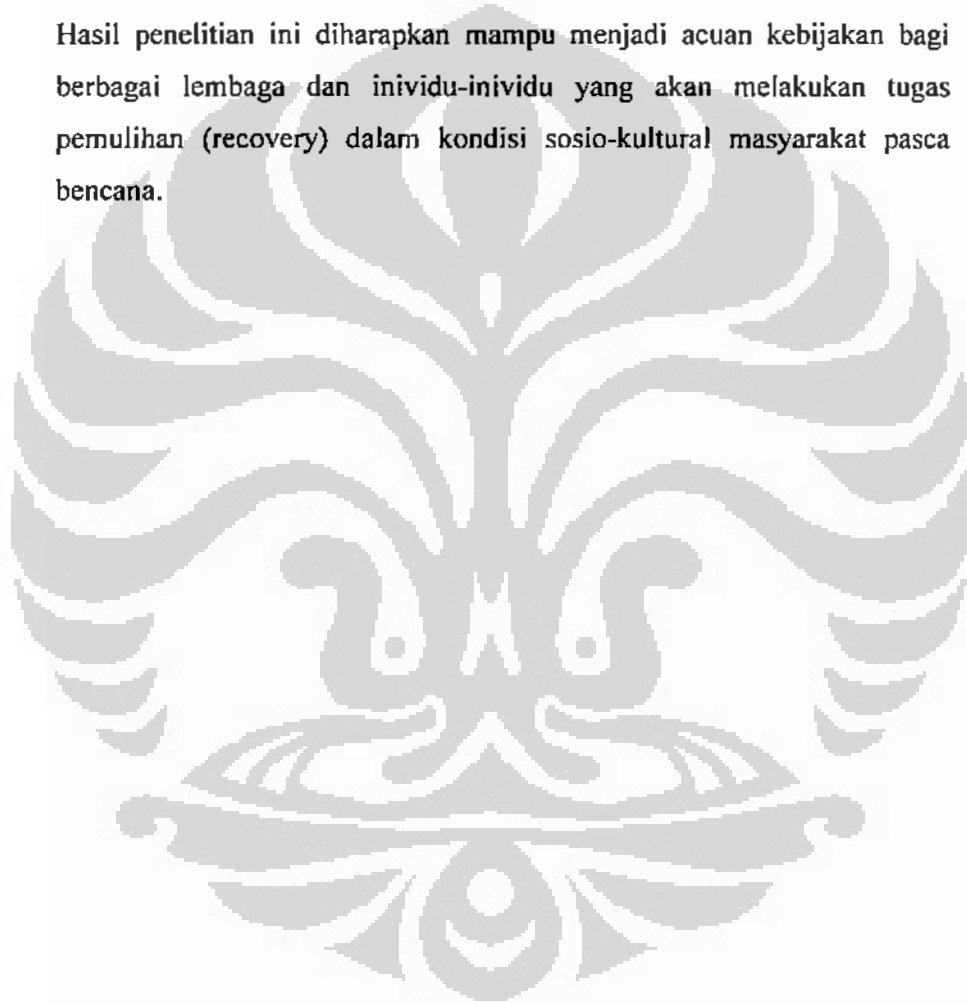 Hasil penelitian ini diharapkan mampu menjadi acuan kebijakan bagi
berbagai lembaga dan inividu-inividu yang akan melakukan tugas
pemulihan (recovery) dalam kondisi sosio-kultural masyarakat pasca
bencana.